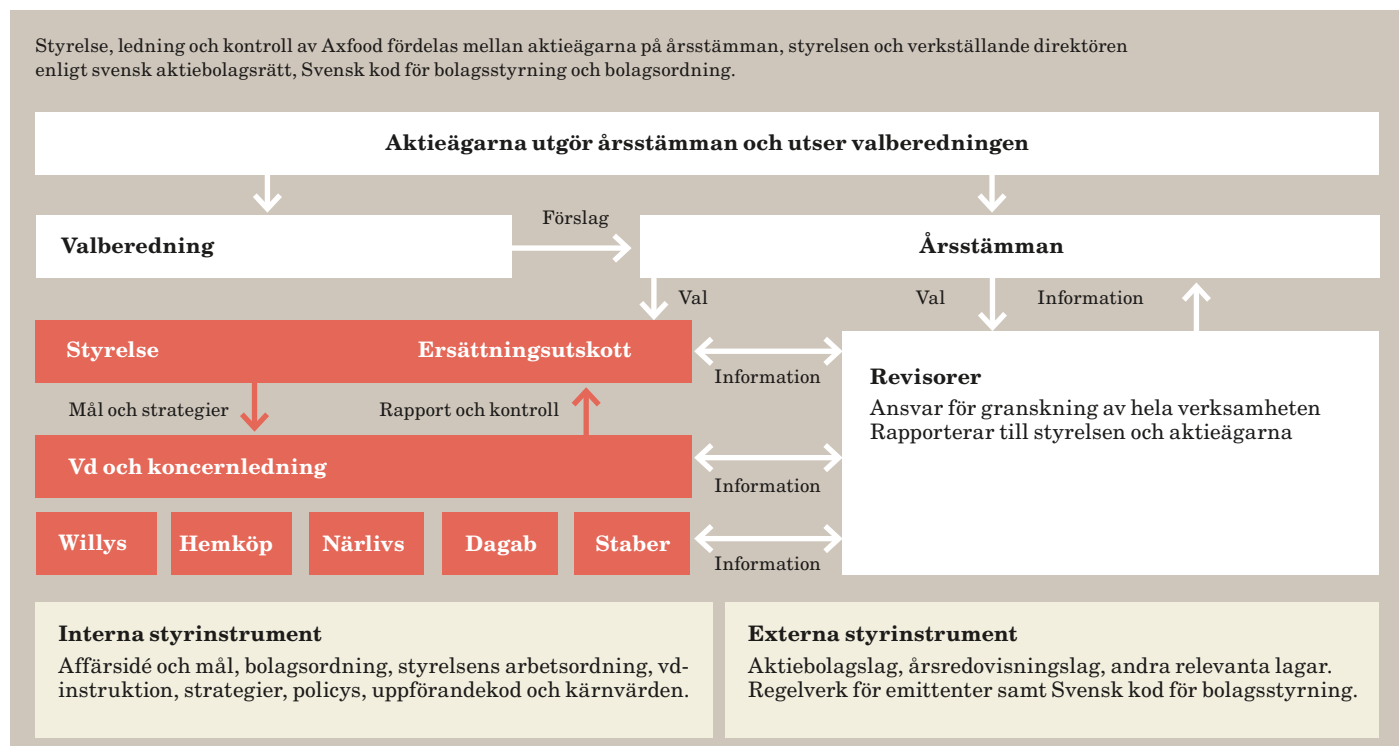 Styrelse, ledning och kontroll av Axfood fördelas mellan aktieägarna på årsstämman, styrelsen och verkställande direktören
enligt svensk aktiebolagsrätt, Svensk kod för bolagsstyrning och bolagsordning.
Aktieägarna utgör årsstämman och utser valberedningen
Valberedning
Förslag
Årsstämman
Val
Val
Information
Styrelse
Ersättningsutskott
Information
Mål och strategier
Rapport och kontroll
Vd och koncernledning
Information
Revisorer
Ansvar för granskning av hela verksamheten
Rapporterar till styrelsen och aktieägarna
Willys
Hemköp
Närlivs
Dagab
Staber
Information
Interna styrinstrument
Affärsidé och mål, bolagsordning, styrelsens arbetsordning, vd-
instruktion, strategier, policys, uppförandekod och kärnvärden.
Externa styrinstrument
Aktiebolagslag, årsredovisningslag, andra relevanta lagar.
Regelverk för emittenter samt Svensk kod för bolagsstyrning.